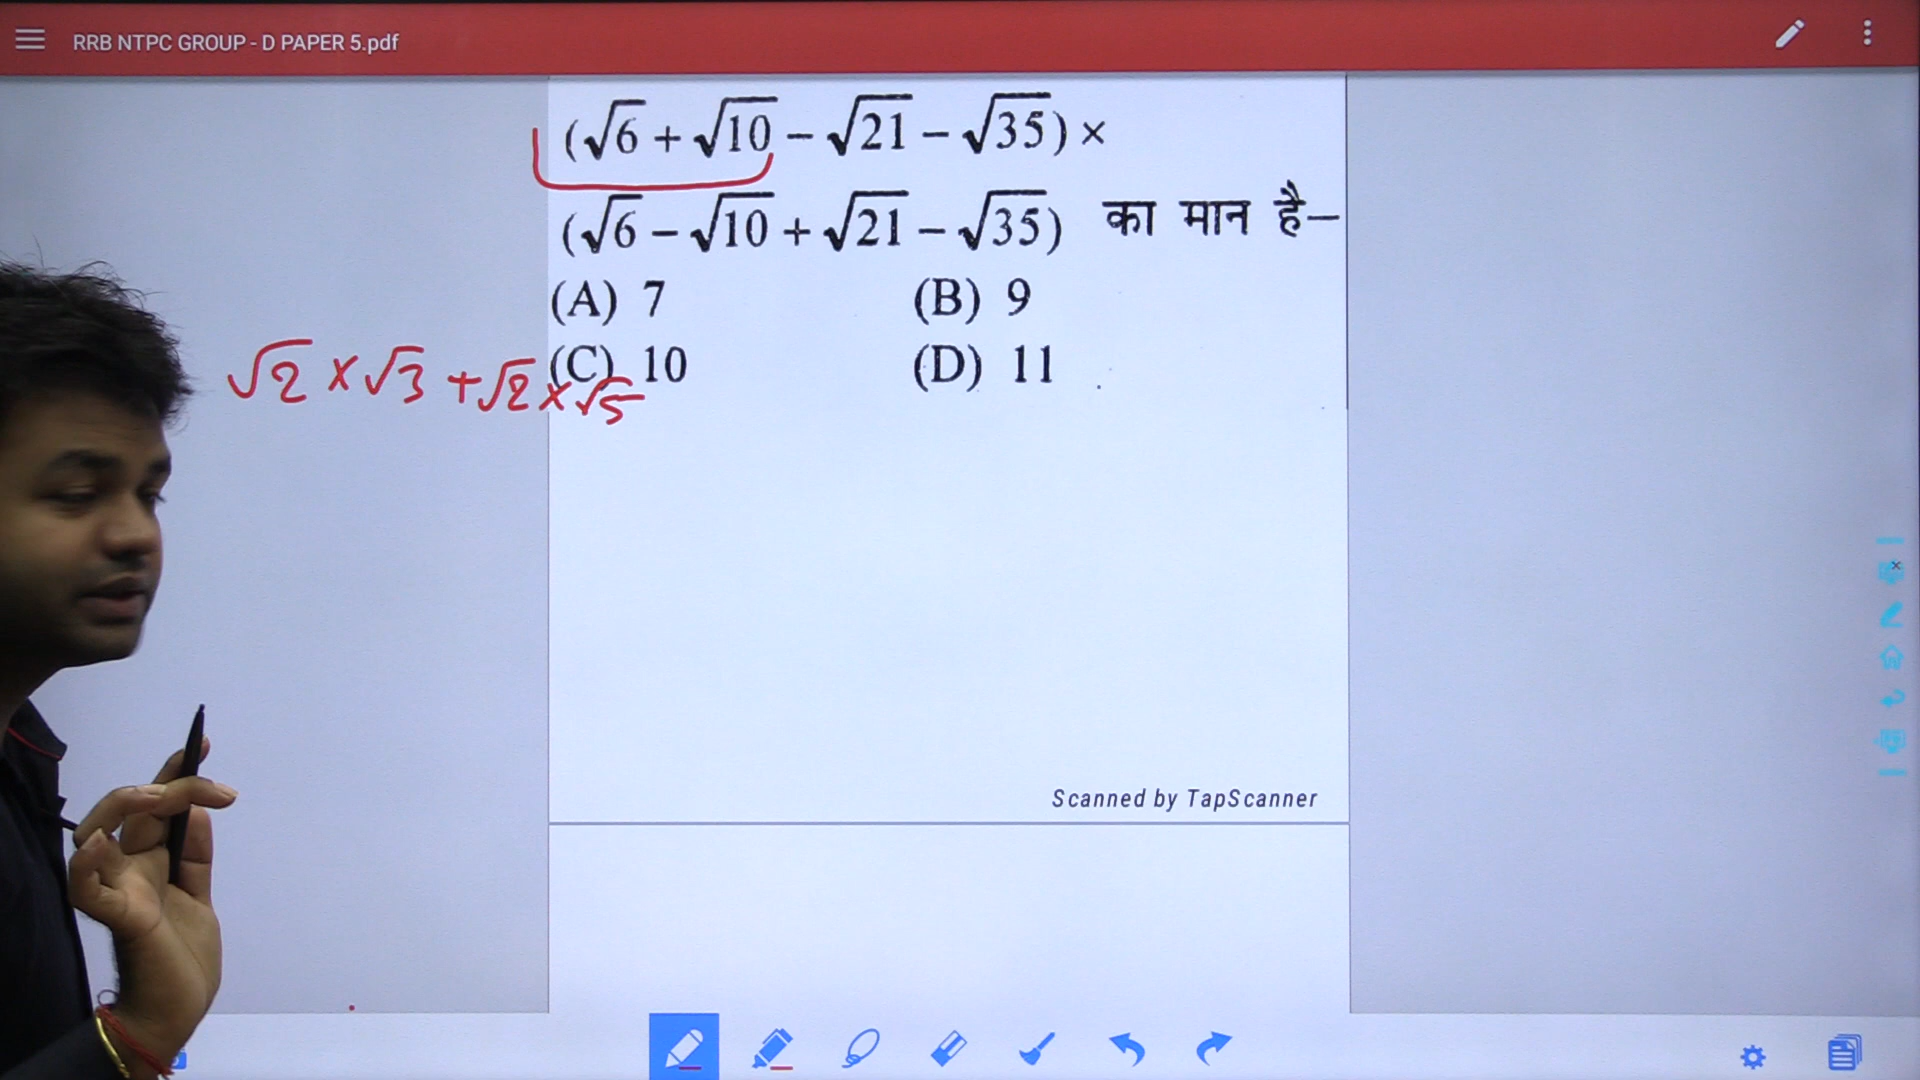 RRB NTPC GROUP - D PAPER 5.pdf
(√6 + √10 − √21 − √35) ×
(√6 − √10 + √21 − √35) का मान है−
(A) 7 (B) 9
(C) 10 (D) 11
√2 × √3 + √2 × √5
Scanned by TapScanner